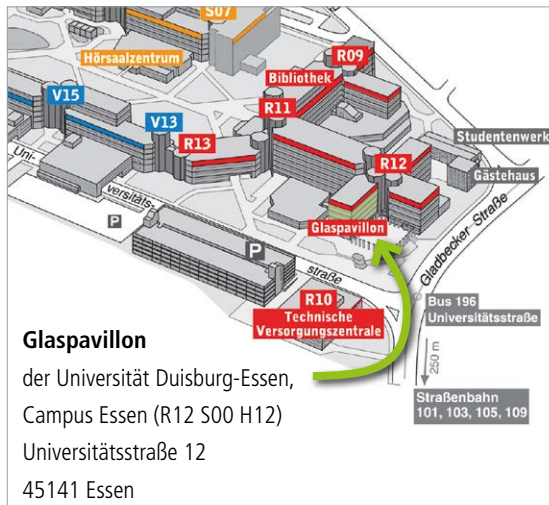 S07
Hörsaalzentrum
R09
Bibliothek
V15
R11
V13
R13
Studentenwerk
R12
Gästehaus
Uni-
versitäts-
straße
P
P
Glaspavillon
Gladbecker Straße
R10
Technische
Versorgungszentrale
Bus 196
Universitätsstraße
250 m
Straßenbahn
101, 103, 105, 109
Glaspavillon
der Universität Duisburg-Essen,
Campus Essen (R12 S00 H12)
Universitätsstraße 12
45141 Essen